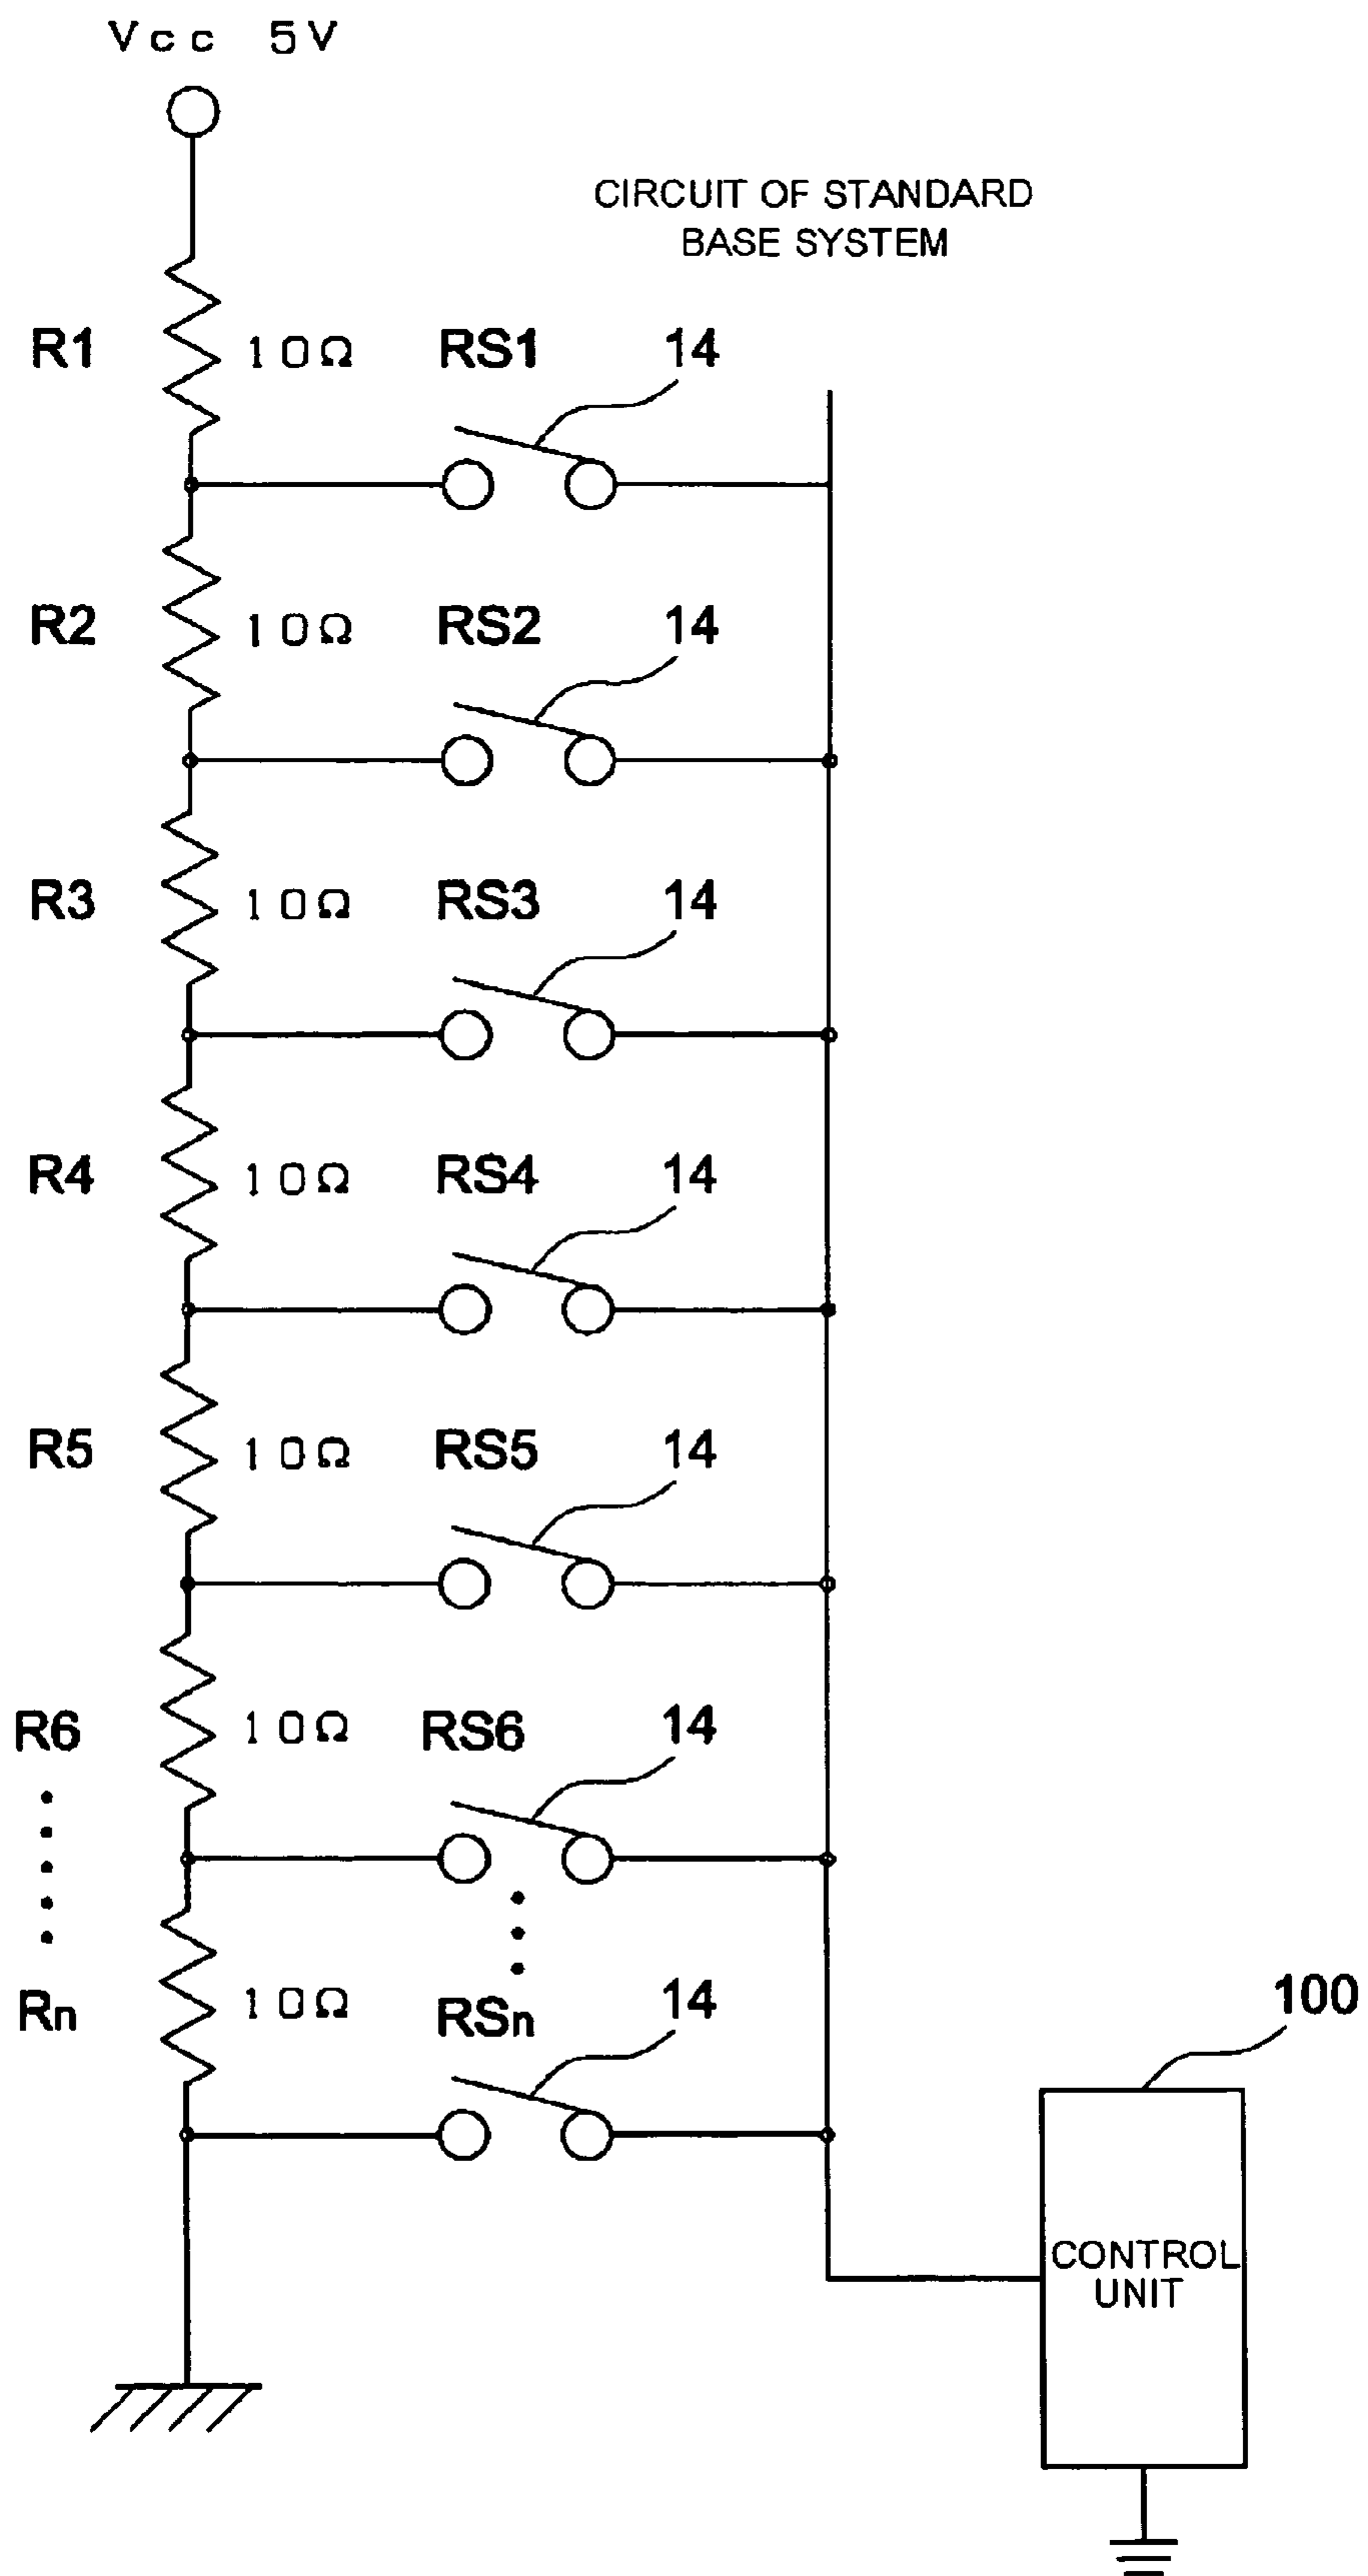 Vcc 5V
CIRCUIT OF STANDARD
BASE SYSTEM
R1 10Ω RS1 14
R2 10Ω RS2 14
R3 10Ω RS3 14
R4 10Ω RS4 14
R5 10Ω RS5 14
R6 10Ω RS6 14
Rn 10Ω RSn 14
100
CONTROL
UNIT